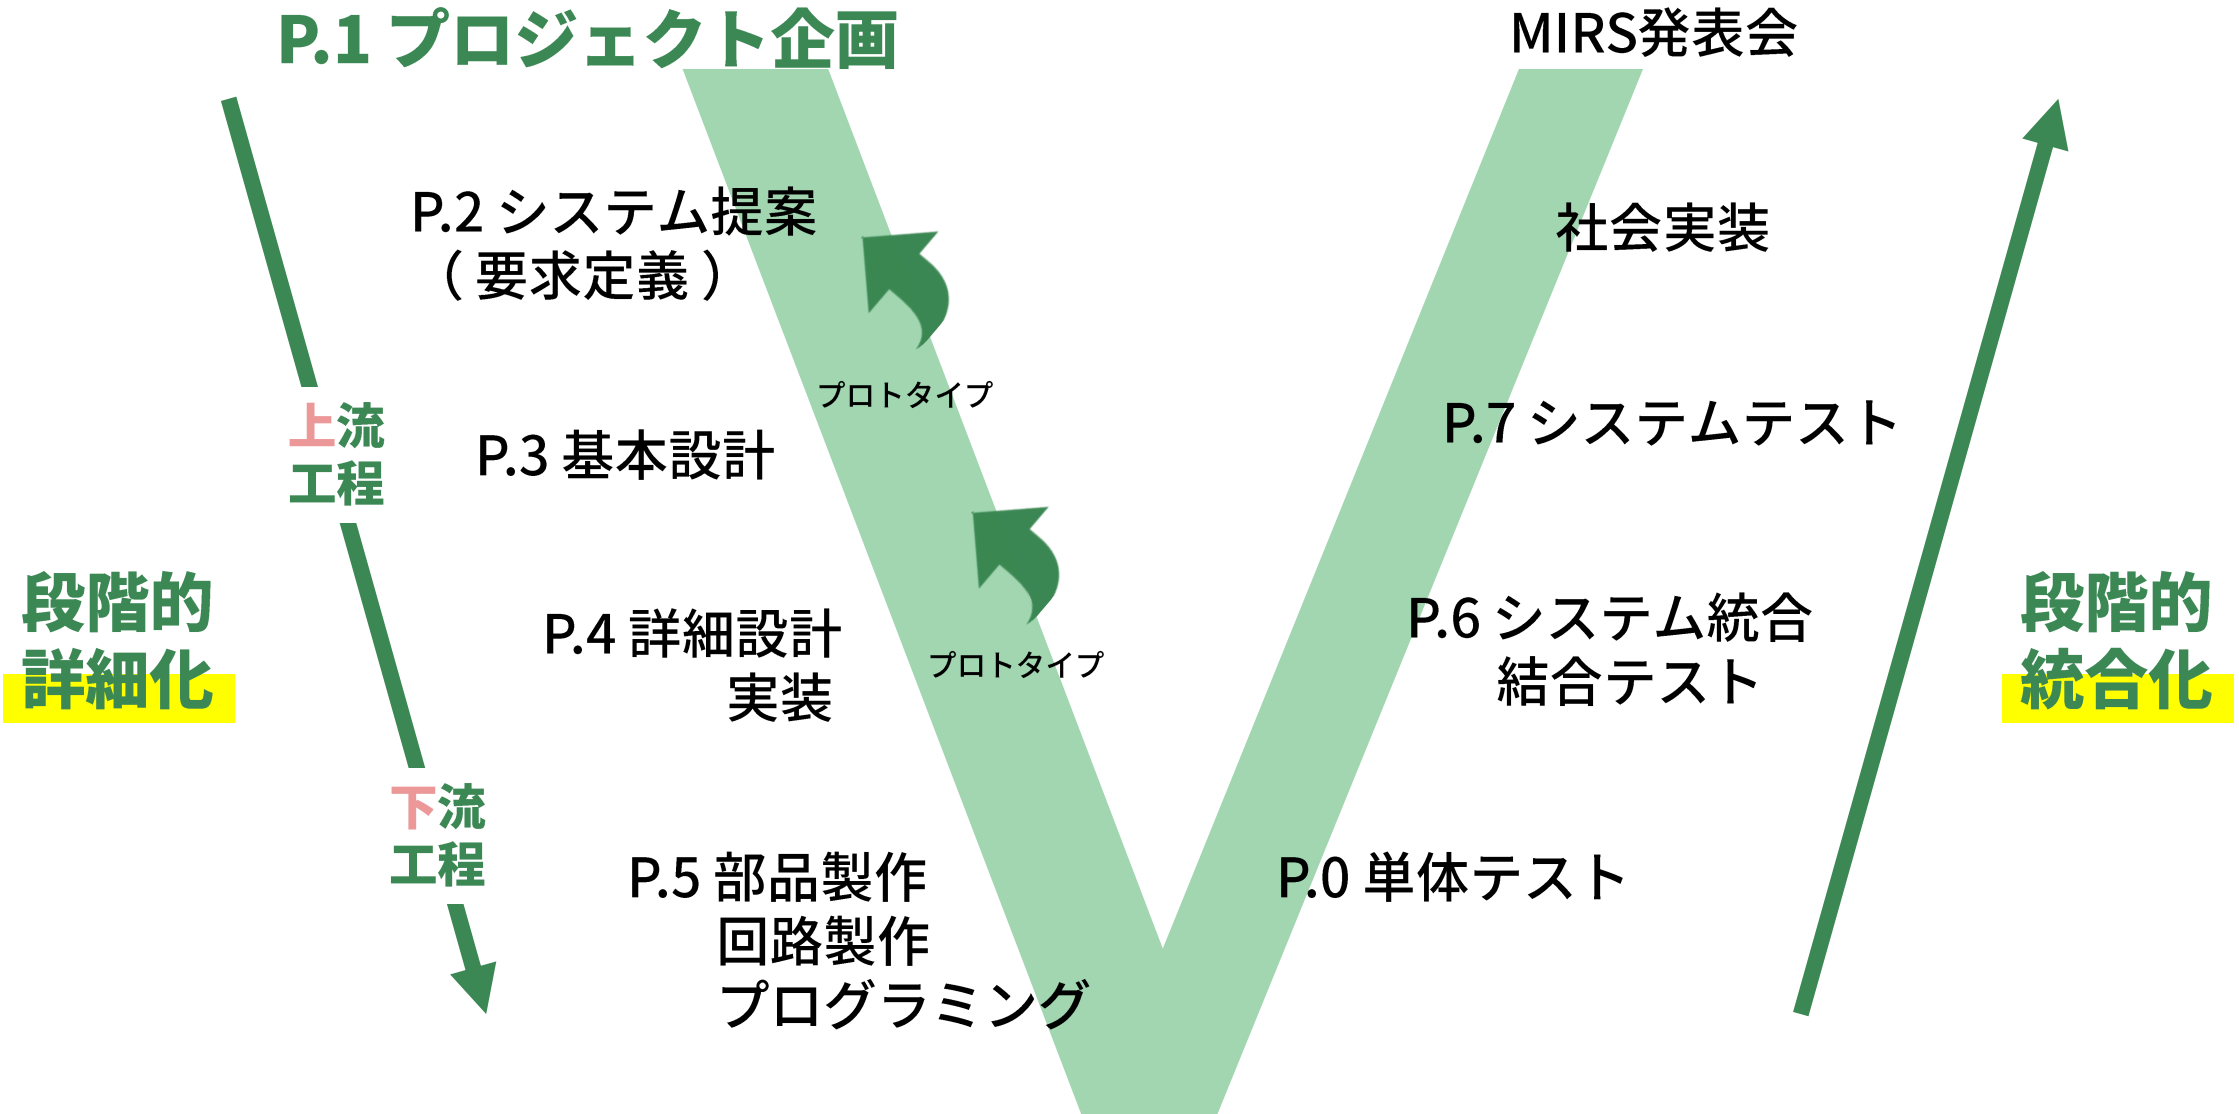 P.1 プロジェクト企画
MIRS発表会
P.2 システム提案
（ 要求定義 ）
社会実装
プロトタイプ
上流
工程
P.3 基本設計
P.7 システムテスト
段階的
詳細化
P.4 詳細設計
実装
プロトタイプ
P.6 システム統合
結合テスト
段階的
統合化
下流
工程
P.5 部品製作
回路製作
プログラミング
P.0 単体テスト